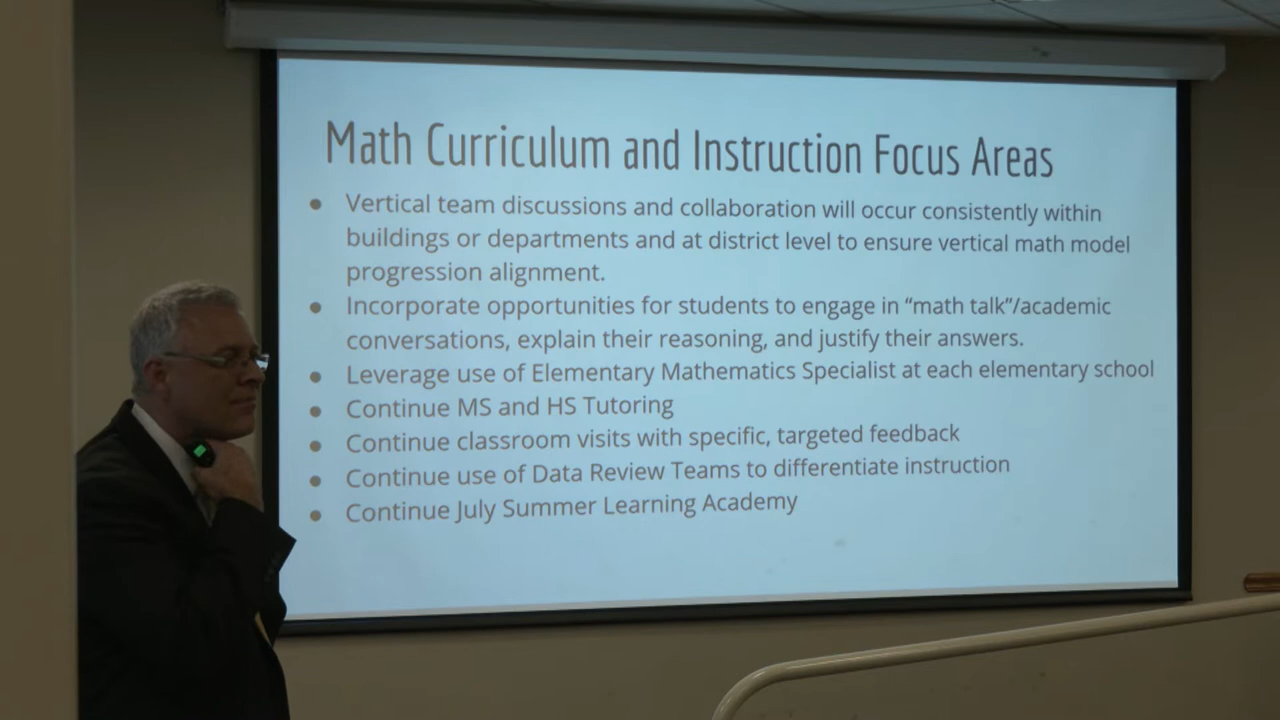 Math Curriculum and Instruction Focus Areas
● Vertical team discussions and collaboration will occur consistently within
buildings or departments and at district level to ensure vertical math model
progression alignment.
● Incorporate opportunities for students to engage in “math talk”/academic
conversations, explain their reasoning, and justify their answers.
● Leverage use of Elementary Mathematics Specialist at each elementary school
● Continue MS and HS Tutoring
● Continue classroom visits with specific, targeted feedback
● Continue use of Data Review Teams to differentiate instruction
● Continue July Summer Learning Academy